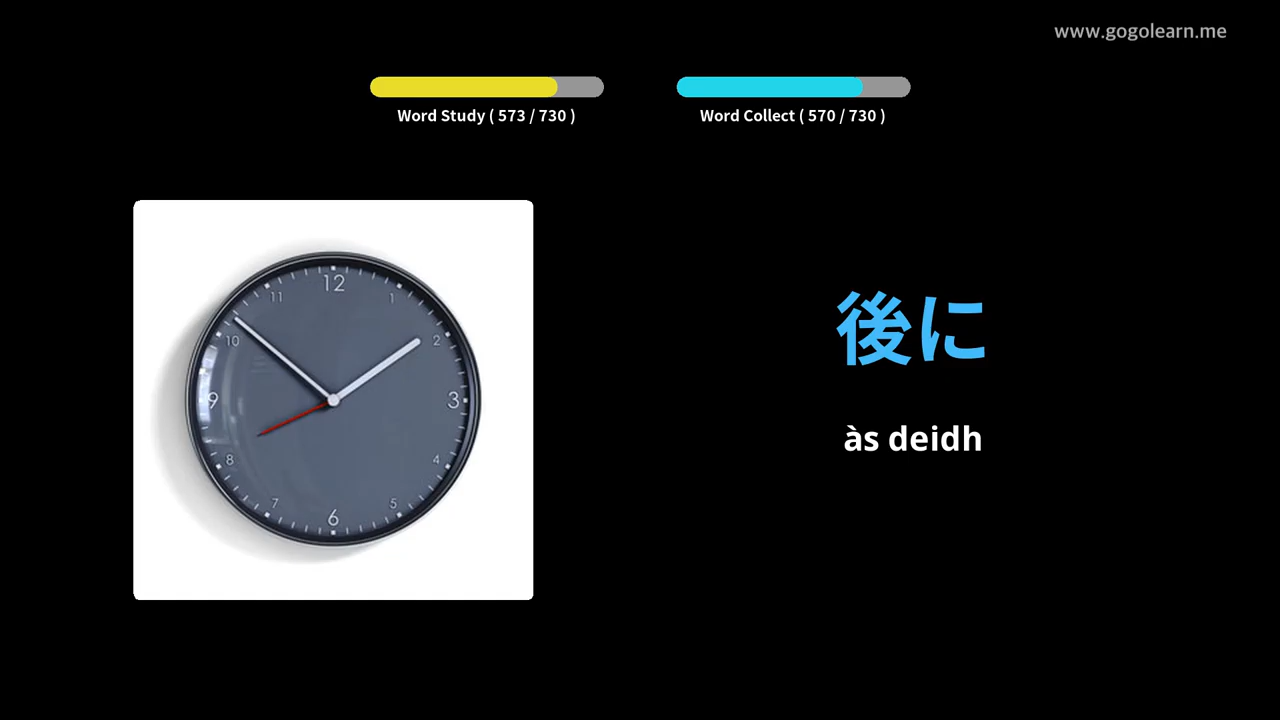 www.gogolearn.me
Word Study ( 573 / 730 )
Word Collect ( 570 / 730 )
12
11
1
10
2
9
3
8
4
7
5
6
後に
às deidh